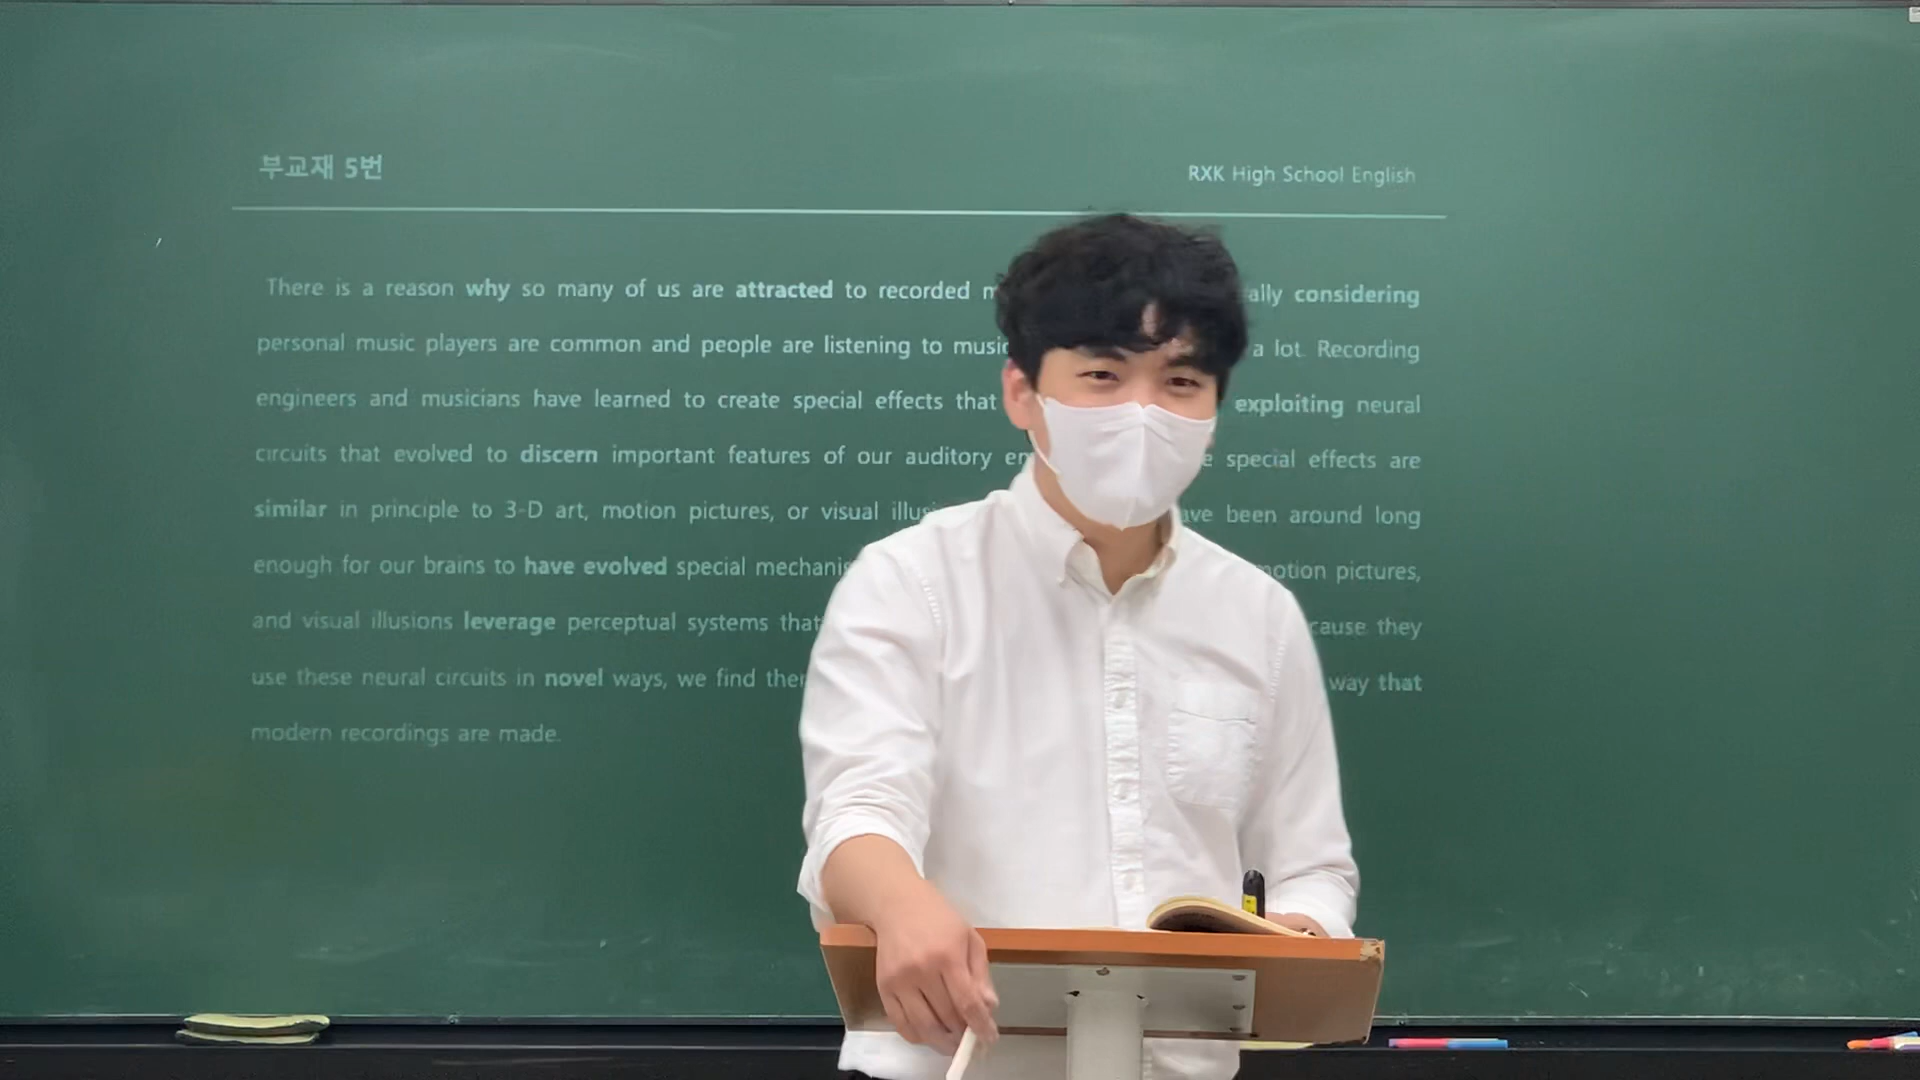 부교재 5번
RXK High School English
There is a reason why so many of us are attracted to recorded considering
personal music players are common and people are listening to music a lot. Recording
engineers and musicians have learned to create special effects that exploiting neural
circuits that evolved to discern important features of our auditory special effects are
similar in principle to 3-D art, motion pictures, or visual been around long
enough for our brains to have evolved special pictures,
and visual illusions leverage perceptual systems that they
use these neural circuits in novel ways, we find way that
modern recordings are made.